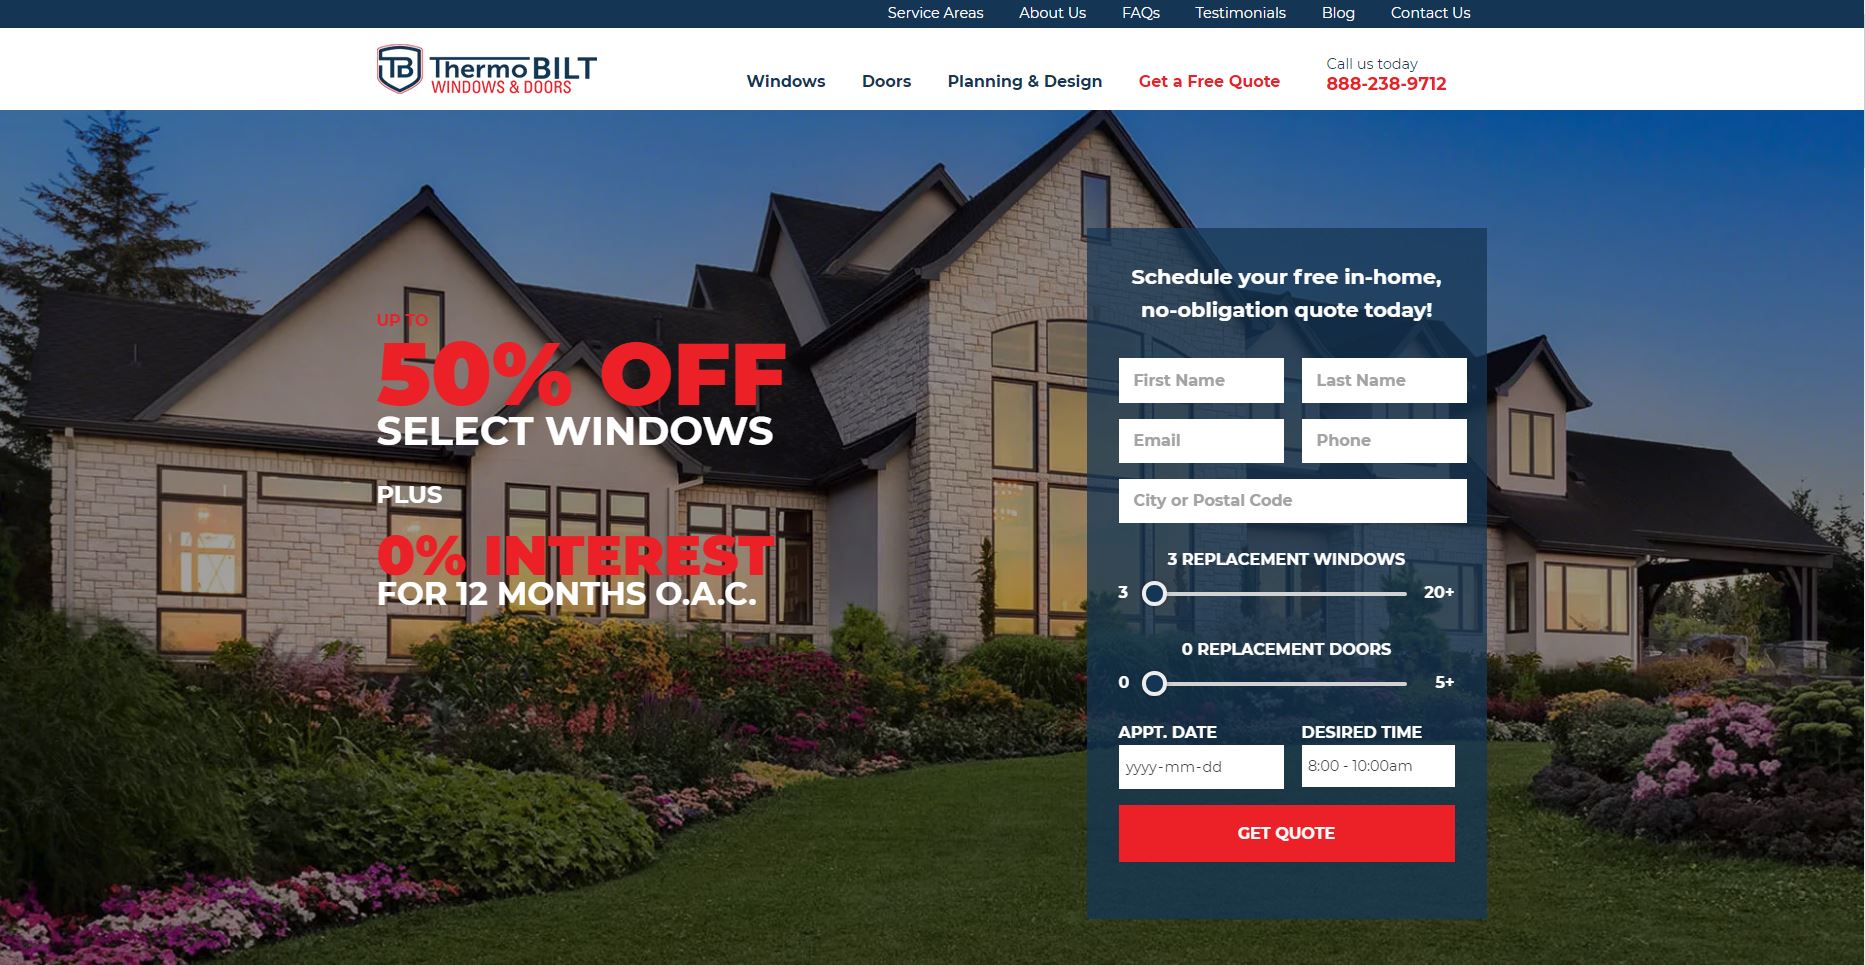 Service Areas About Us FAQs Testimonials Blog Contact Us
TB ThermoBILT
WINDOWS & DOORS
Windows Doors Planning & Design Get a Free Quote
Call us today
888-238-9712
UP TO
50% OFF
SELECT WINDOWS
PLUS
0% INTEREST
FOR 12 MONTHS O.A.C.
Schedule your free in-home,
no-obligation quote today!
First Name Last Name
Email Phone
City or Postal Code
3 REPLACEMENT WINDOWS
3 20+
0 REPLACEMENT DOORS
0 5+
APPT. DATE DESIRED TIME
yyyy-mm-dd 8:00 - 10:00am
GET QUOTE